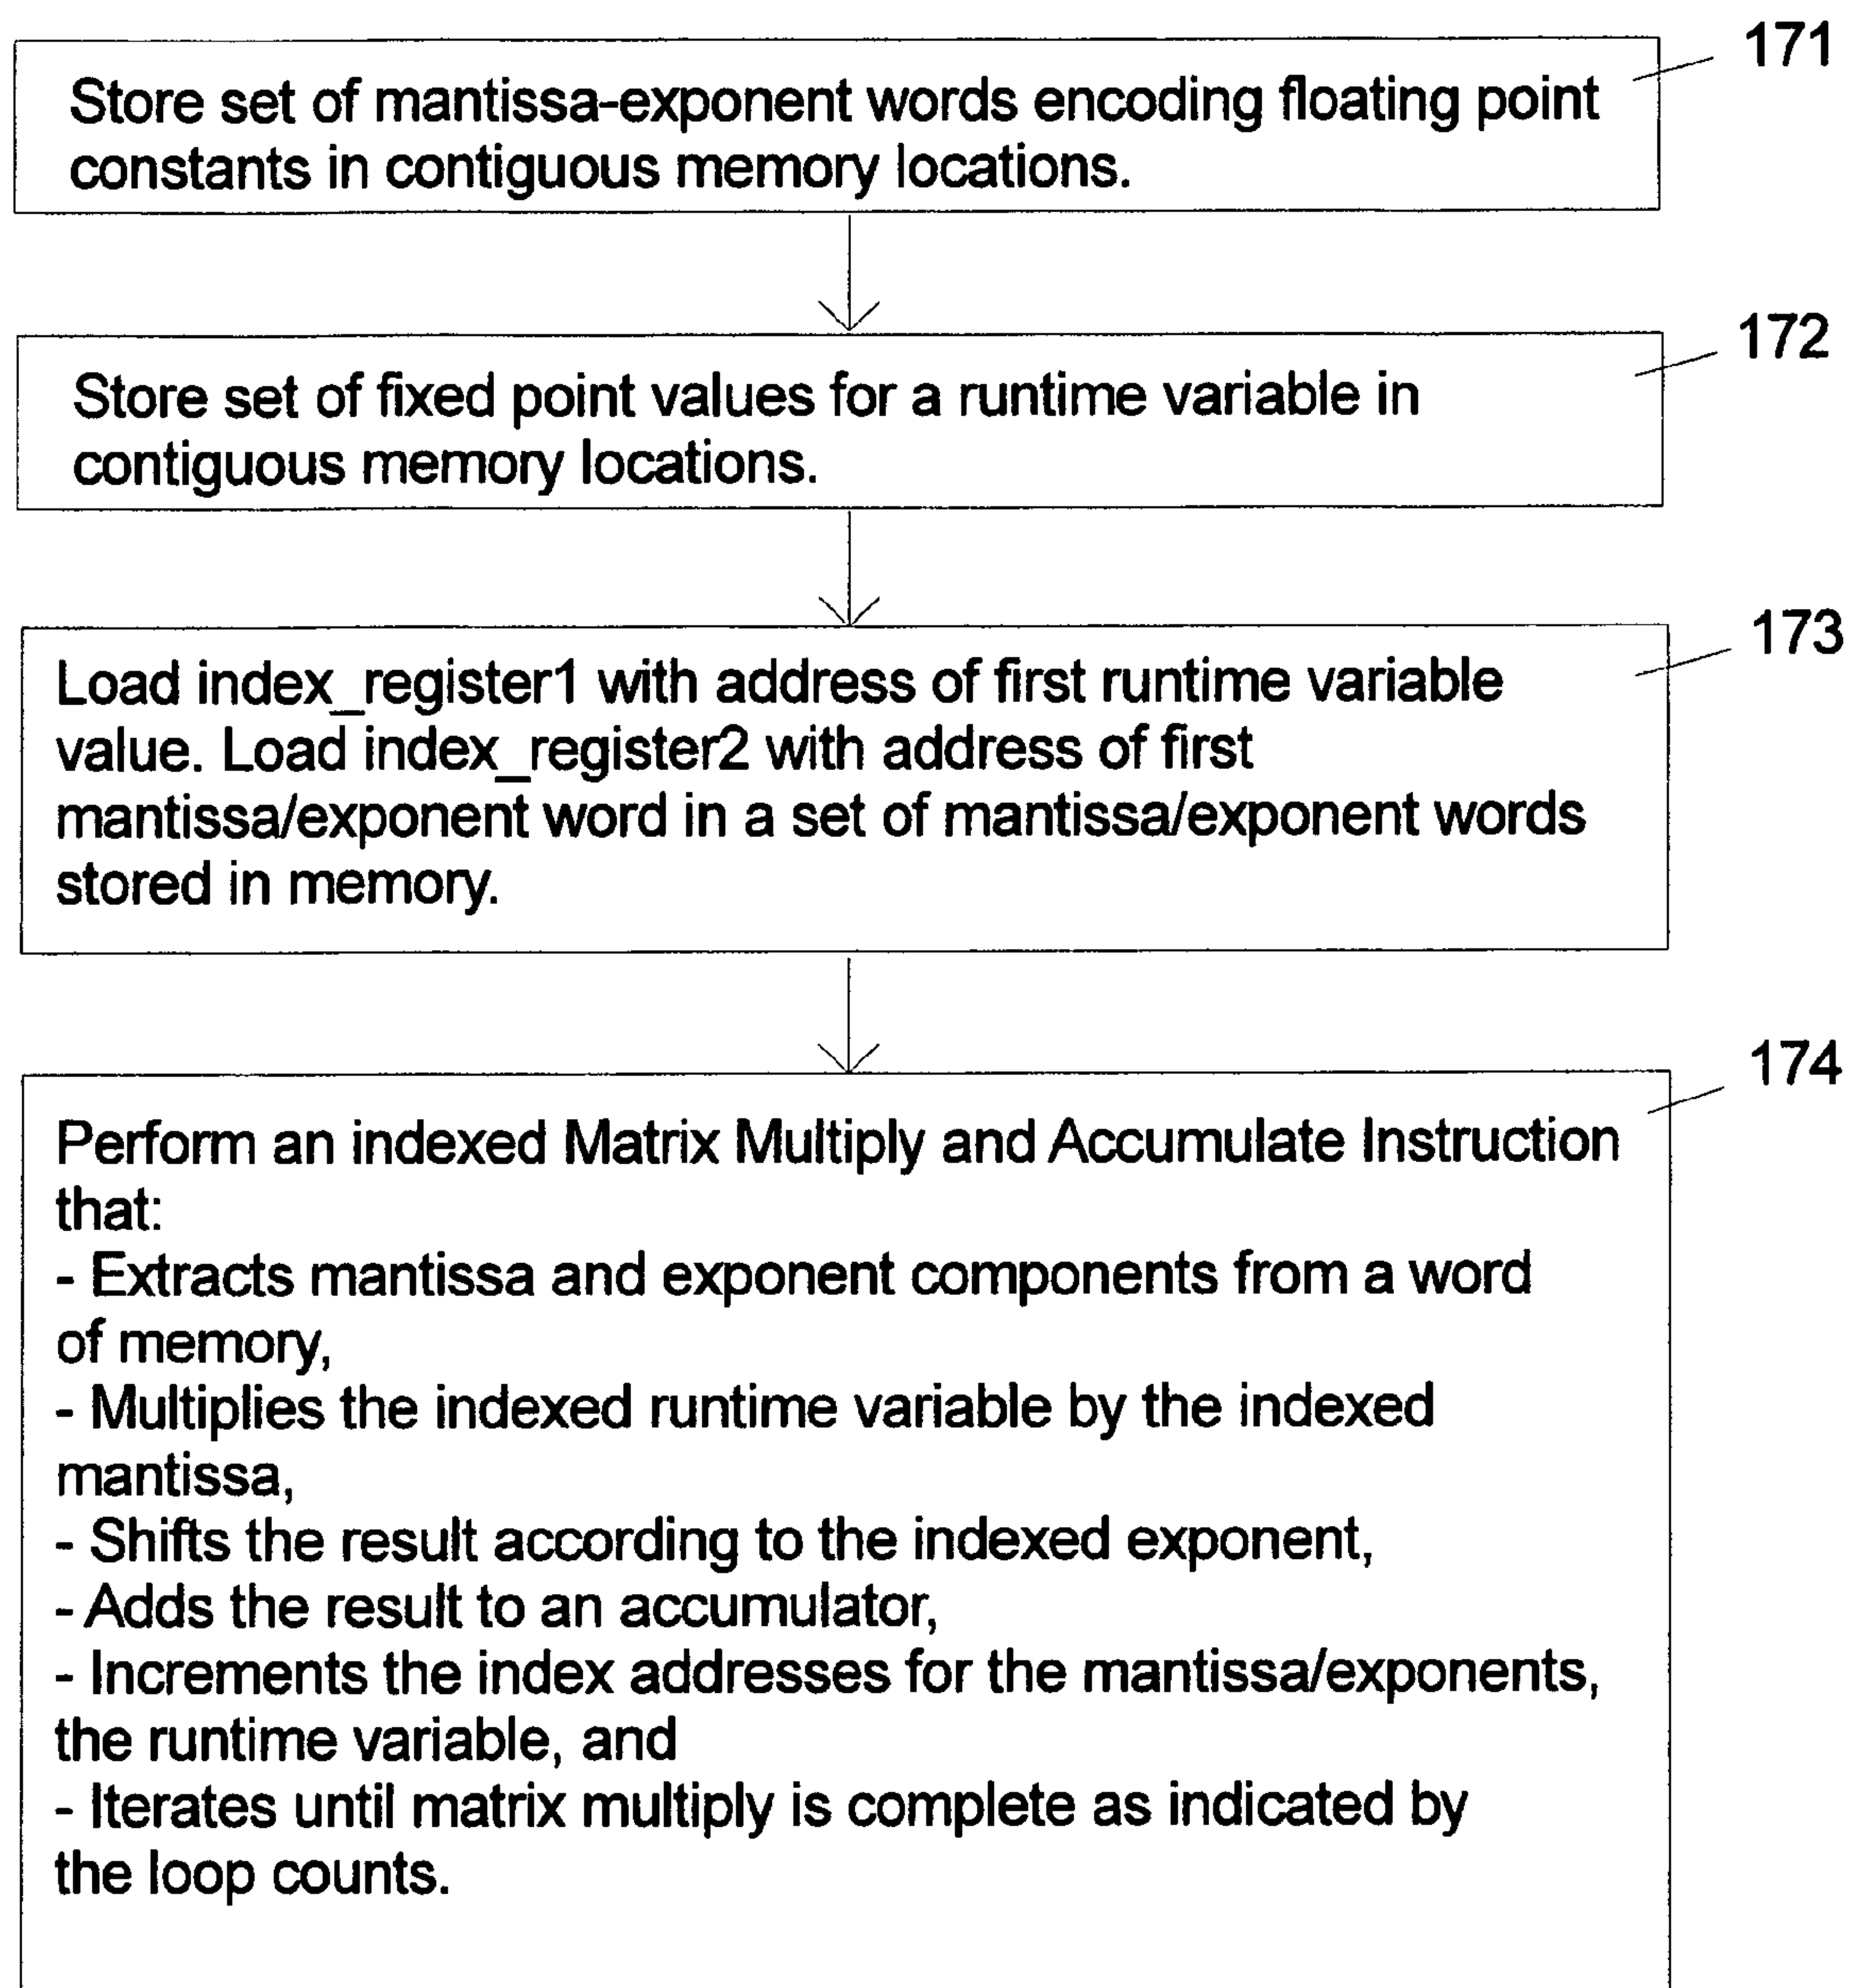 171
Store set of mantissa-exponent words encoding floating point
constants in contiguous memory locations.
172
Store set of fixed point values for a runtime variable in
contiguous memory locations.
173
Load index_register1 with address of first runtime variable
value. Load index_register2 with address of first
mantissa/exponent word in a set of mantissa/exponent words
stored in memory.
174
Perform an indexed Matrix Multiply and Accumulate Instruction
that:
- Extracts mantissa and exponent components from a word
of memory,
- Multiplies the indexed runtime variable by the indexed
mantissa,
- Shifts the result according to the indexed exponent,
- Adds the result to an accumulator,
- Increments the index addresses for the mantissa/exponents,
the runtime variable, and
- Iterates until matrix multiply is complete as indicated by
the loop counts.